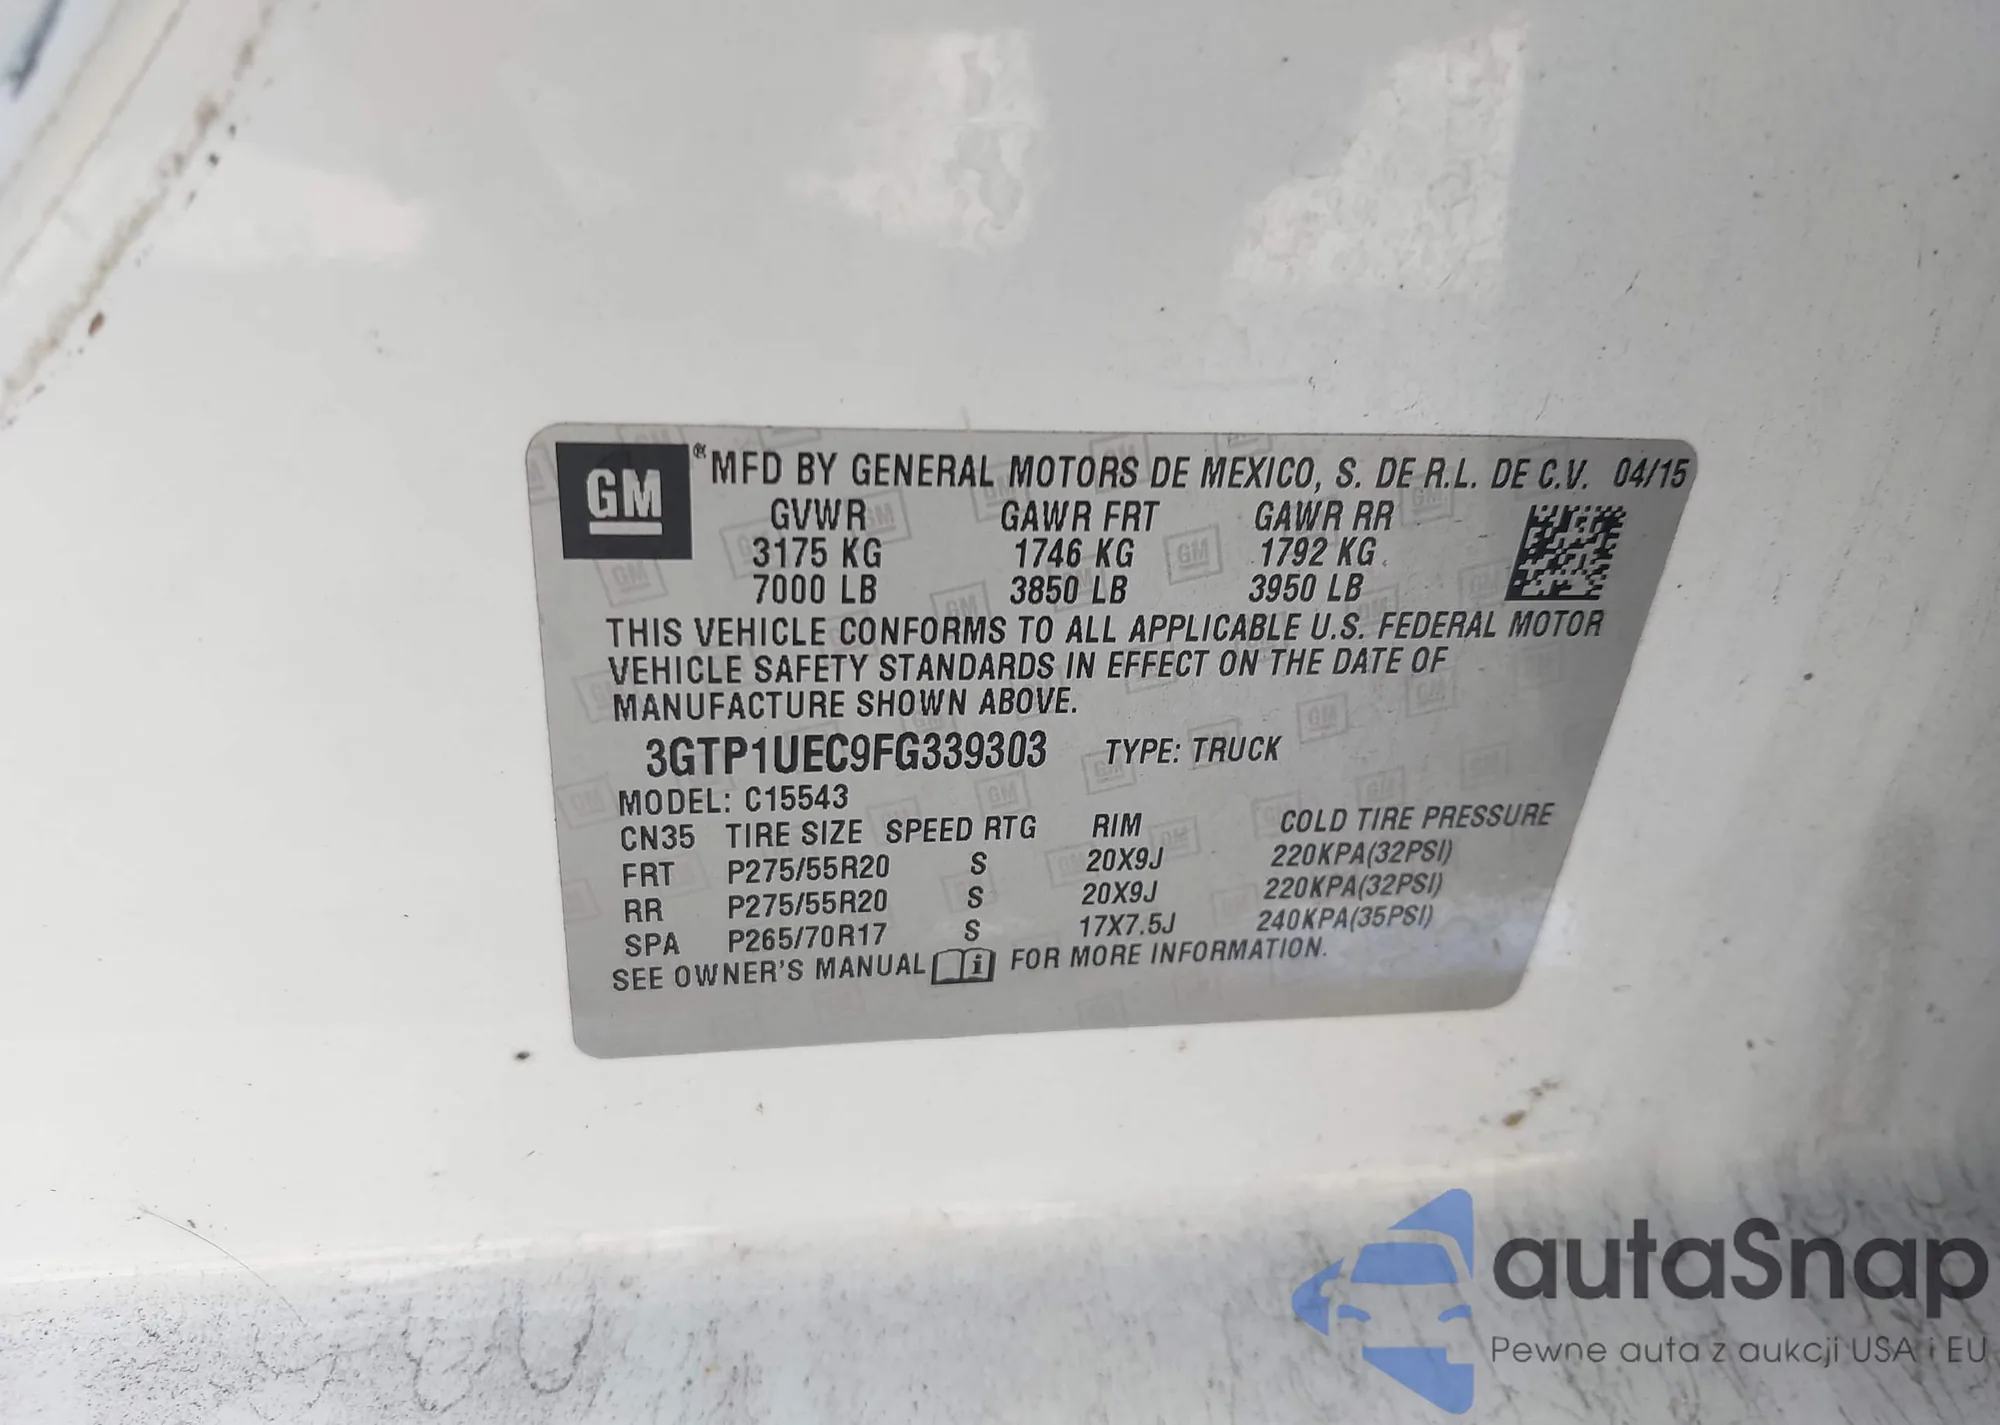 GM ® MFD BY GENERAL MOTORS DE MEXICO, S. DE R.L. DE C.V. 04/15
GVWR GAWR FRT GAWR RR
3175 KG 1746 KG 1792 KG
7000 LB 3850 LB 3950 LB
THIS VEHICLE CONFORMS TO ALL APPLICABLE U.S. FEDERAL MOTOR
VEHICLE SAFETY STANDARDS IN EFFECT ON THE DATE OF
MANUFACTURE SHOWN ABOVE.
3GTP1UEC9FG339303 TYPE: TRUCK
MODEL: C15543
CN35 TIRE SIZE SPEED RTG RIM COLD TIRE PRESSURE
FRT P275/55R20 S 20X9J 220KPA(32PSI)
RR P275/55R20 S 20X9J 220KPA(32PSI)
SPA P265/70R17 S 17X7.5J 240KPA(35PSI)
SEE OWNER'S MANUAL i FOR MORE INFORMATION.
autaSnap
Pewne auta z aukcji USA i EU